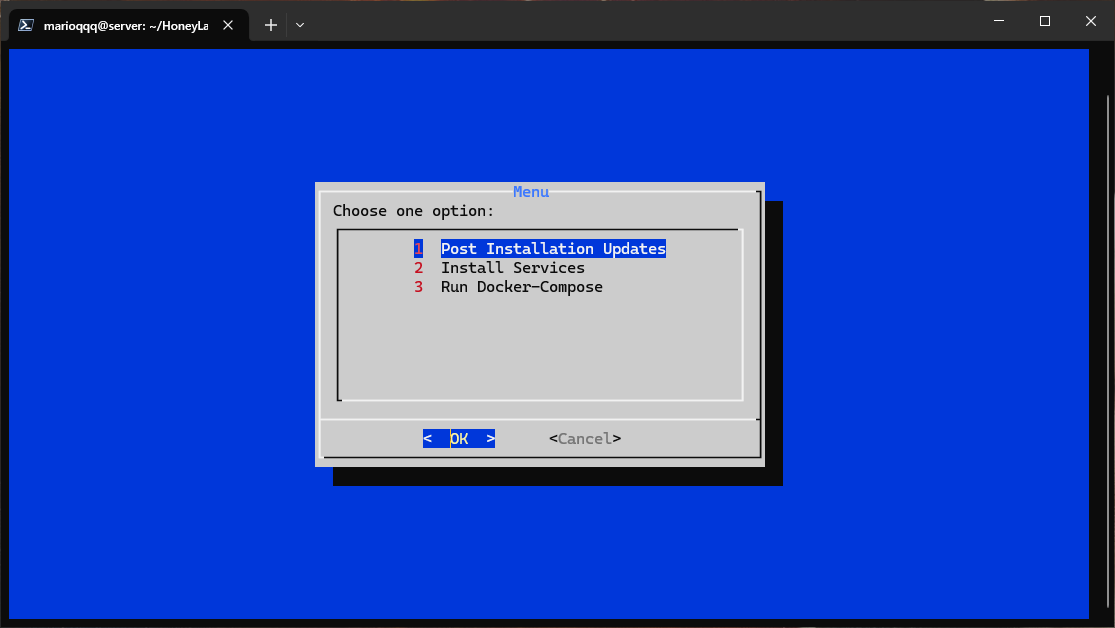 marioqqq@server: ~/HoneyLa
Menu
Choose one option:
1 Post Installation Updates
2 Install Services
3 Run Docker-Compose
< OK > <Cancel>